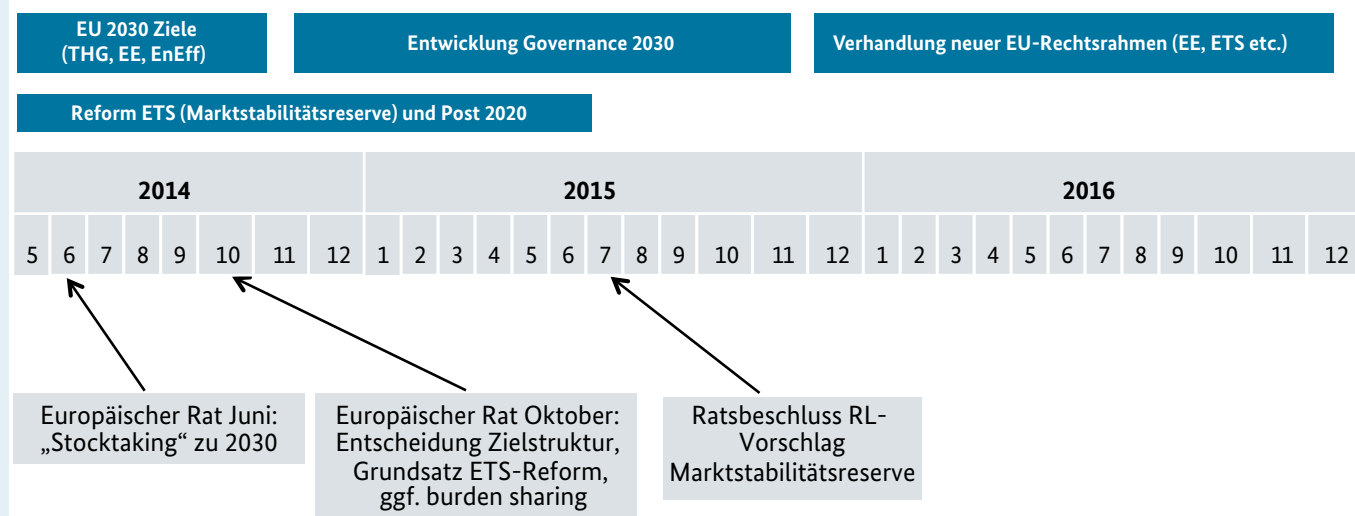 EU 2030 Ziele
(THG, EE, EnEff)
Entwicklung Governance 2030
Verhandlung neuer EU-Rechtsrahmen (EE, ETS etc.)
Reform ETS (Marktstabilitätsreserve) und Post 2020
2014 2015 2016
5 6 7 8 9 10 11 12 1 2 3 4 5 6 7 8 9 10 11 12 1 2 3 4 5 6 7 8 9 10 11 12
Europäischer Rat Juni:
„Stocktaking“ zu 2030
Europäischer Rat Oktober:
Entscheidung Zielstruktur,
Grundsatz ETS-Reform,
ggf. burden sharing
Ratsbeschluss RL-
Vorschlag
Marktstabilitätsreserve